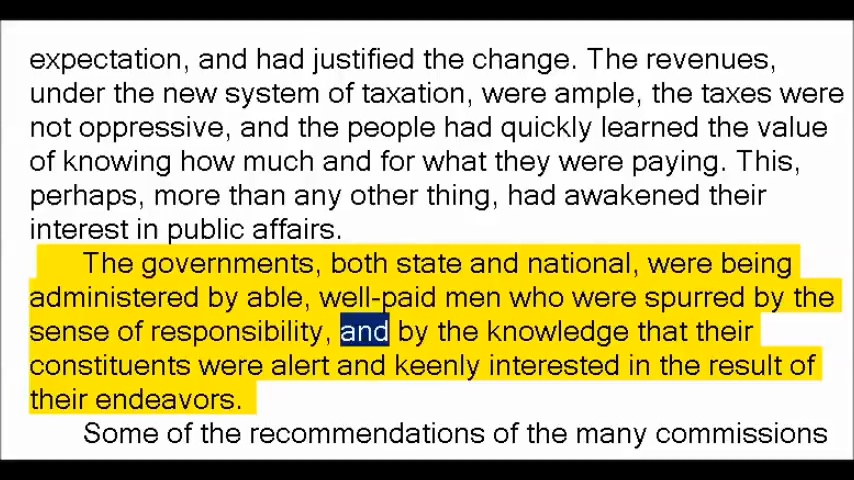 expectation, and had justified the change. The revenues,
under the new system of taxation, were ample, the taxes were
not oppressive, and the people had quickly learned the value
of knowing how much and for what they were paying. This,
perhaps, more than any other thing, had awakened their
interest in public affairs.
The governments, both state and national, were being
administered by able, well-paid men who were spurred by the
sense of responsibility, and by the knowledge that their
constituents were alert and keenly interested in the result of
their endeavors.
Some of the recommendations of the many commissions